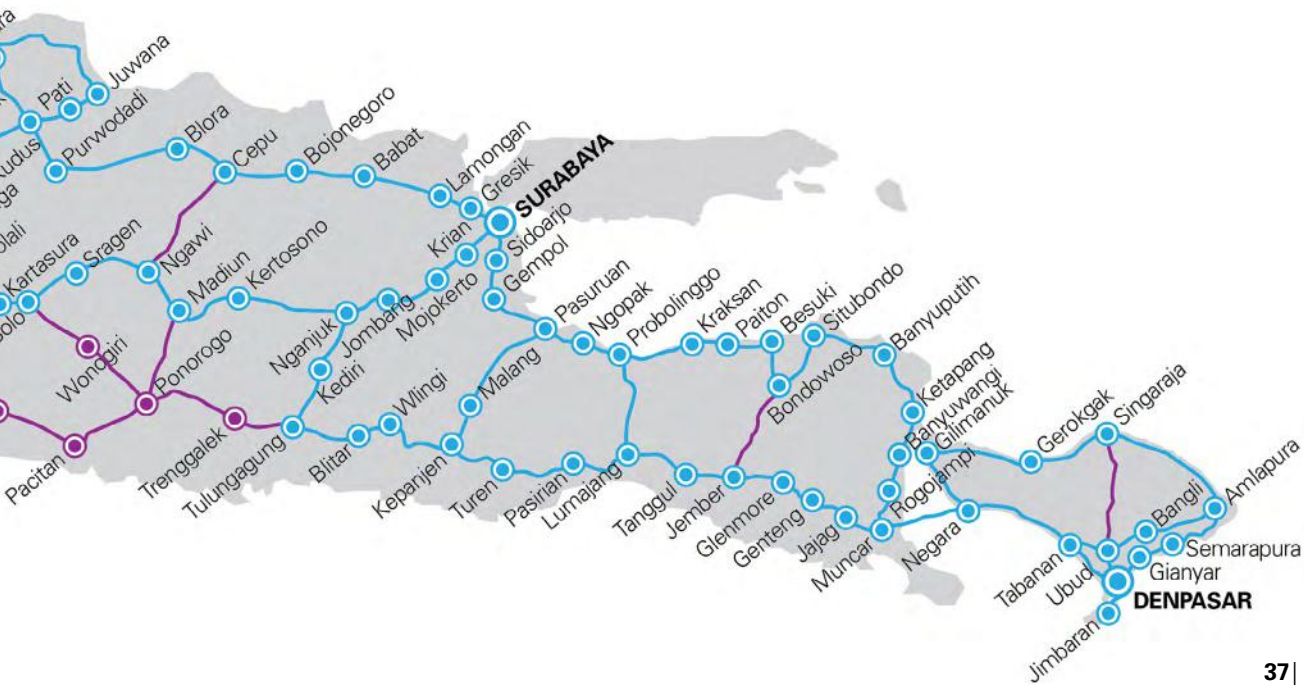 Juwana
Pati
Purwodadi
Blora
Cepu
Bojonegoro
Babat
Lamongan
Gresik
SURABAYA
Krian
Sidoarjo
Gempol
Mojokerto
Jombang
Kartasura
Sragen
Ngawi
Madiun
Kertosono
Nganjuk
Kediri
Wonogiri
Ponorogo
Pacitan
Trenggalek
Tulungagung
Blitar
Wlingi
Kepanjen
Malang
Turen
Pasirian
Lumajang
Pasuruan
Ngopak
Probolinggo
Kraksan
Paiton
Besuki
Situbondo
Bondowoso
Banyuputih
Ketapang
Banyuwangi
Gilimanuk
Rogojampi
Tanggul
Jember
Glenmore
Genteng
Jajag
Muncar
Negara
Gerokgak
Singaraja
Amlapura
Bangli
Semarapura
Gianyar
Tabanan
Ubud
DENPASAR
Jimbaran
37|